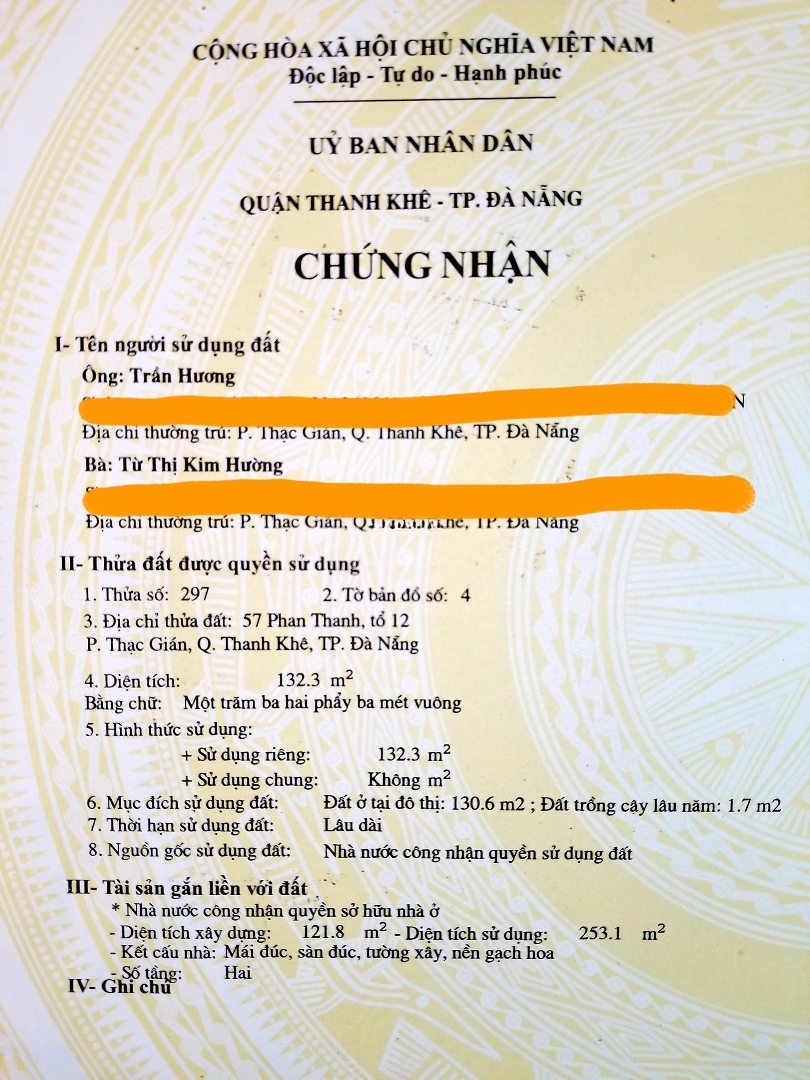 CỘNG HÒA XÃ HỘI CHỦ NGHĨA VIỆT NAM
Độc lập - Tự do - Hạnh phúc
UỶ BAN NHÂN DÂN
QUẬN THANH KHÊ - TP. ĐÀ NẴNG
CHỨNG NHẬN
I- Tên người sử dụng đất
Ông: Trần Hương
N
Địa chỉ thường trú: P. Thạc Gián, Q. Thanh Khê, TP. Đà Nẵng
Bà: Từ Thị Kim Hường
Địa chỉ thường trú: P. Thạc Gián, TP. Đà Nẵng
II- Thửa đất được quyền sử dụng
1. Thửa số: 297 2. Tờ bản đồ số: 4
3. Địa chỉ thửa đất: 57 Phan Thanh, tổ 12
P. Thạc Gián, Q. Thanh Khê, TP. Đà Nẵng
4. Diện tích: 132.3 m²
Bằng chữ: Một trăm ba hai phẩy ba mét vuông
5. Hình thức sử dụng:
+ Sử dụng riêng: 132.3 m²
+ Sử dụng chung: Không m²
6. Mục đích sử dụng đất: Đất ở tại đô thị: 130.6 m2 ; Đất trồng cậy lâu năm: 1.7 m2
7. Thời hạn sử dụng đất: Lâu dài
8. Nguồn gốc sử dụng đất: Nhà nước công nhận quyền sử dụng đất
III- Tài sản gắn liền với đất
* Nhà nước công nhận quyền sở hữu nhà ở
- Diện tích xây dựng: 121.8 m² - Diện tích sử dụng: 253.1 m²
- Kết cấu nhà: Mái đúc, sàn đúc, tường xây, nền gạch hoa
- Số tầng: Hai
IV- Ghi chú